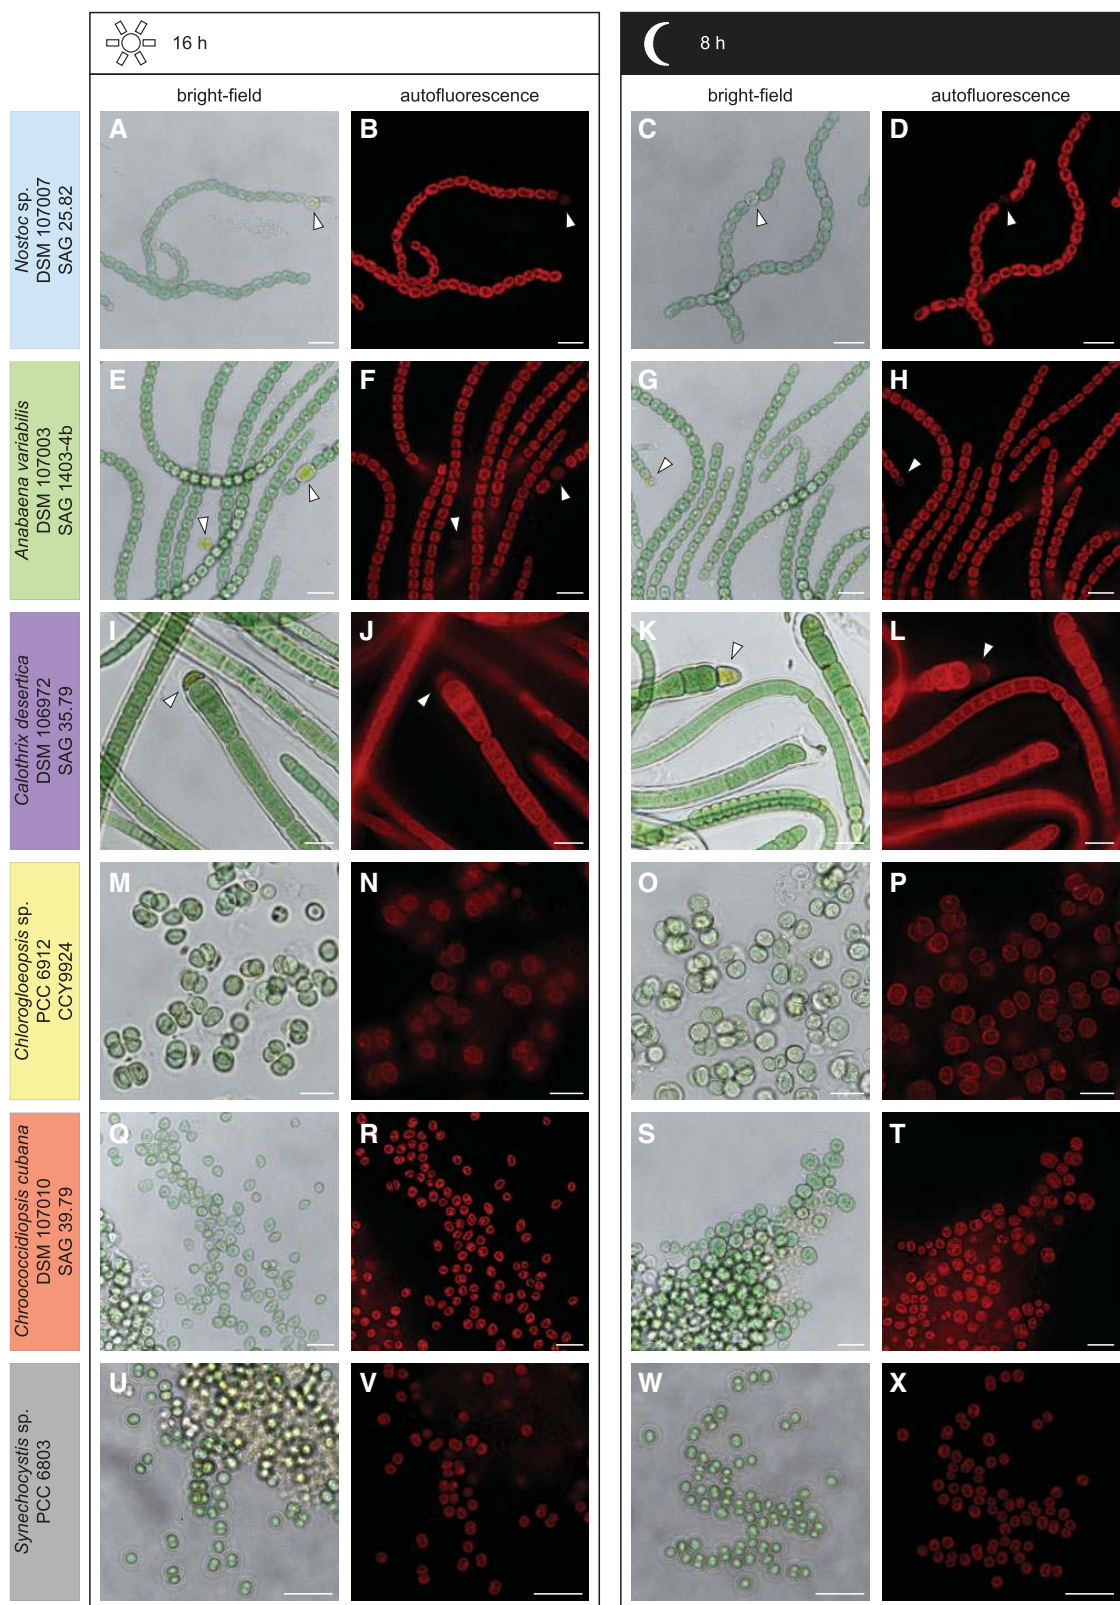 16 h
8 h
bright-field
autofluorescence
bright-field
autofluorescence
Nostoc sp.
DSM 107007
SAG 25.82
A
B
C
D
Anabaena variabilis
DSM 107003
SAG 1403-4b
E
F
G
H
Calothrix desertica
DSM 106972
SAG 35.79
I
J
K
L
Chlorogloeopsis sp.
PCC 6912
CCY9924
M
N
O
P
Chroococcidiopsis cubana
DSM 107010
SAG 39.79
Q
R
S
T
Synechocystis sp.
PCC 6803
U
V
W
X